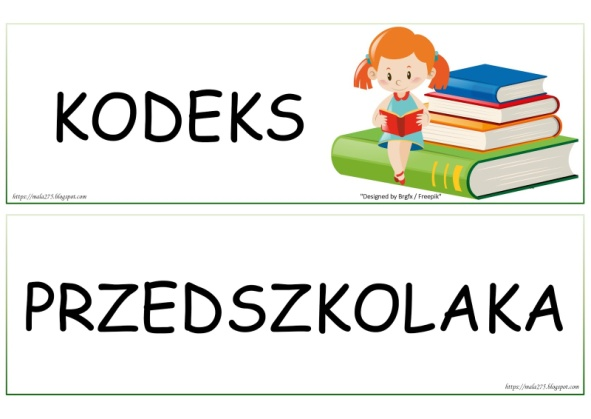 KODEKS
https://mala275.blogspot.com
"Designed by Brgfx / Freepik"
PRZEDSZKOLAKA
https://mala275.blogspot.com